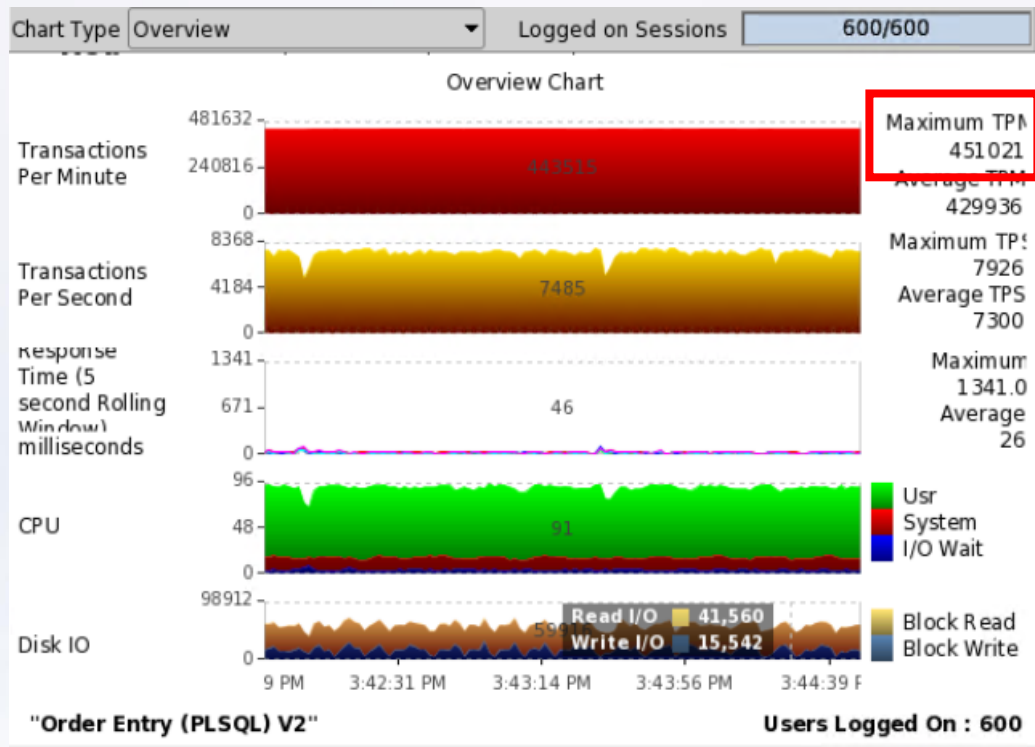 Chart Type Overview Logged on Sessions 600/600
Overview Chart
Transactions
Per Minute
481632
240816
0
443515
Maximum TPM
451021
Average TPM
429936
Transactions
Per Second
8368
4184
0
7485
Maximum TPS
7926
Average TPS
7300
Response
Time (5
second Rolling
Window)
milliseconds
1341
671
0
46
Maximum
1341.0
Average
26
CPU
96
48
0
91
Usr
System
I/O Wait
Disk IO
98912
0
Read I/O 41,560
Write I/O 15,542
Block Read
Block Write
9 PM 3:42:31 PM 3:43:14 PM 3:43:56 PM 3:44:39 P
"Order Entry (PLSQL) V2" Users Logged On : 600